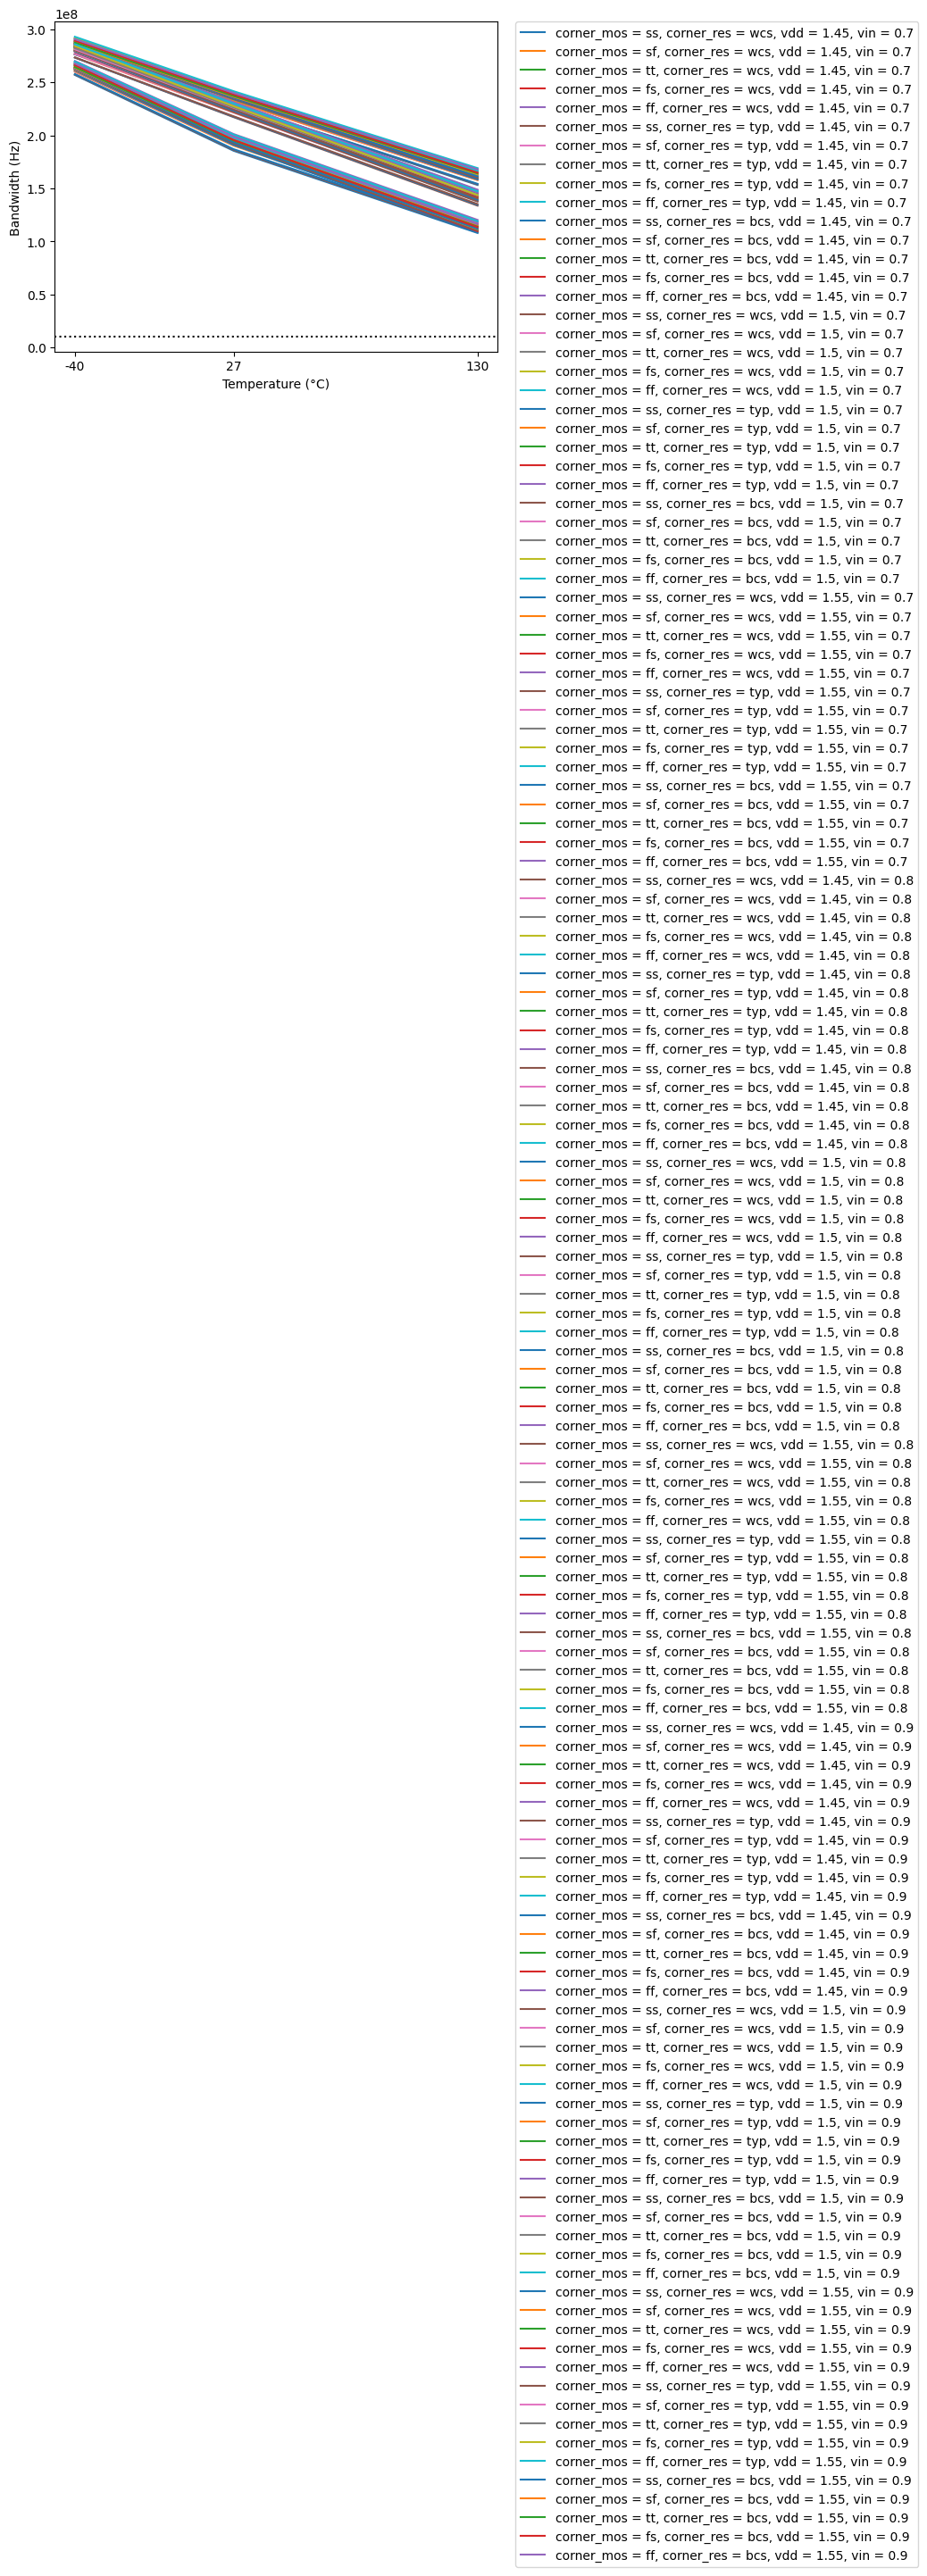 1e8
3.0
2.5
2.0
1.5
1.0
0.5
0.0
Bandwidth (Hz)
-40
27
130
Temperature (°C)
corner_mos = ss, corner_res = wcs, vdd = 1.45, vin = 0.7
corner_mos = sf, corner_res = wcs, vdd = 1.45, vin = 0.7
corner_mos = tt, corner_res = wcs, vdd = 1.45, vin = 0.7
corner_mos = fs, corner_res = wcs, vdd = 1.45, vin = 0.7
corner_mos = ff, corner_res = wcs, vdd = 1.45, vin = 0.7
corner_mos = ss, corner_res = typ, vdd = 1.45, vin = 0.7
corner_mos = sf, corner_res = typ, vdd = 1.45, vin = 0.7
corner_mos = tt, corner_res = typ, vdd = 1.45, vin = 0.7
corner_mos = fs, corner_res = typ, vdd = 1.45, vin = 0.7
corner_mos = ff, corner_res = typ, vdd = 1.45, vin = 0.7
corner_mos = ss, corner_res = bcs, vdd = 1.45, vin = 0.7
corner_mos = sf, corner_res = bcs, vdd = 1.45, vin = 0.7
corner_mos = tt, corner_res = bcs, vdd = 1.45, vin = 0.7
corner_mos = fs, corner_res = bcs, vdd = 1.45, vin = 0.7
corner_mos = ff, corner_res = bcs, vdd = 1.45, vin = 0.7
corner_mos = ss, corner_res = wcs, vdd = 1.5, vin = 0.7
corner_mos = sf, corner_res = wcs, vdd = 1.5, vin = 0.7
corner_mos = tt, corner_res = wcs, vdd = 1.5, vin = 0.7
corner_mos = fs, corner_res = wcs, vdd = 1.5, vin = 0.7
corner_mos = ff, corner_res = wcs, vdd = 1.5, vin = 0.7
corner_mos = ss, corner_res = typ, vdd = 1.5, vin = 0.7
corner_mos = sf, corner_res = typ, vdd = 1.5, vin = 0.7
corner_mos = tt, corner_res = typ, vdd = 1.5, vin = 0.7
corner_mos = fs, corner_res = typ, vdd = 1.5, vin = 0.7
corner_mos = ff, corner_res = typ, vdd = 1.5, vin = 0.7
corner_mos = ss, corner_res = bcs, vdd = 1.5, vin = 0.7
corner_mos = sf, corner_res = bcs, vdd = 1.5, vin = 0.7
corner_mos = tt, corner_res = bcs, vdd = 1.5, vin = 0.7
corner_mos = fs, corner_res = bcs, vdd = 1.5, vin = 0.7
corner_mos = ff, corner_res = bcs, vdd = 1.5, vin = 0.7
corner_mos = ss, corner_res = wcs, vdd = 1.55, vin = 0.7
corner_mos = sf, corner_res = wcs, vdd = 1.55, vin = 0.7
corner_mos = tt, corner_res = wcs, vdd = 1.55, vin = 0.7
corner_mos = fs, corner_res = wcs, vdd = 1.55, vin = 0.7
corner_mos = ff, corner_res = wcs, vdd = 1.55, vin = 0.7
corner_mos = ss, corner_res = typ, vdd = 1.55, vin = 0.7
corner_mos = sf, corner_res = typ, vdd = 1.55, vin = 0.7
corner_mos = tt, corner_res = typ, vdd = 1.55, vin = 0.7
corner_mos = fs, corner_res = typ, vdd = 1.55, vin = 0.7
corner_mos = ff, corner_res = typ, vdd = 1.55, vin = 0.7
corner_mos = ss, corner_res = bcs, vdd = 1.55, vin = 0.7
corner_mos = sf, corner_res = bcs, vdd = 1.55, vin = 0.7
corner_mos = tt, corner_res = bcs, vdd = 1.55, vin = 0.7
corner_mos = fs, corner_res = bcs, vdd = 1.55, vin = 0.7
corner_mos = ff, corner_res = bcs, vdd = 1.55, vin = 0.7
corner_mos = ss, corner_res = wcs, vdd = 1.45, vin = 0.8
corner_mos = sf, corner_res = wcs, vdd = 1.45, vin = 0.8
corner_mos = tt, corner_res = wcs, vdd = 1.45, vin = 0.8
corner_mos = fs, corner_res = wcs, vdd = 1.45, vin = 0.8
corner_mos = ff, corner_res = wcs, vdd = 1.45, vin = 0.8
corner_mos = ss, corner_res = typ, vdd = 1.45, vin = 0.8
corner_mos = sf, corner_res = typ, vdd = 1.45, vin = 0.8
corner_mos = tt, corner_res = typ, vdd = 1.45, vin = 0.8
corner_mos = fs, corner_res = typ, vdd = 1.45, vin = 0.8
corner_mos = ff, corner_res = typ, vdd = 1.45, vin = 0.8
corner_mos = ss, corner_res = bcs, vdd = 1.45, vin = 0.8
corner_mos = sf, corner_res = bcs, vdd = 1.45, vin = 0.8
corner_mos = tt, corner_res = bcs, vdd = 1.45, vin = 0.8
corner_mos = fs, corner_res = bcs, vdd = 1.45, vin = 0.8
corner_mos = ff, corner_res = bcs, vdd = 1.45, vin = 0.8
corner_mos = ss, corner_res = wcs, vdd = 1.5, vin = 0.8
corner_mos = sf, corner_res = wcs, vdd = 1.5, vin = 0.8
corner_mos = tt, corner_res = wcs, vdd = 1.5, vin = 0.8
corner_mos = fs, corner_res = wcs, vdd = 1.5, vin = 0.8
corner_mos = ff, corner_res = wcs, vdd = 1.5, vin = 0.8
corner_mos = ss, corner_res = typ, vdd = 1.5, vin = 0.8
corner_mos = sf, corner_res = typ, vdd = 1.5, vin = 0.8
corner_mos = tt, corner_res = typ, vdd = 1.5, vin = 0.8
corner_mos = fs, corner_res = typ, vdd = 1.5, vin = 0.8
corner_mos = ff, corner_res = typ, vdd = 1.5, vin = 0.8
corner_mos = ss, corner_res = bcs, vdd = 1.5, vin = 0.8
corner_mos = sf, corner_res = bcs, vdd = 1.5, vin = 0.8
corner_mos = tt, corner_res = bcs, vdd = 1.5, vin = 0.8
corner_mos = fs, corner_res = bcs, vdd = 1.5, vin = 0.8
corner_mos = ff, corner_res = bcs, vdd = 1.5, vin = 0.8
corner_mos = ss, corner_res = wcs, vdd = 1.55, vin = 0.8
corner_mos = sf, corner_res = wcs, vdd = 1.55, vin = 0.8
corner_mos = tt, corner_res = wcs, vdd = 1.55, vin = 0.8
corner_mos = fs, corner_res = wcs, vdd = 1.55, vin = 0.8
corner_mos = ff, corner_res = wcs, vdd = 1.55, vin = 0.8
corner_mos = ss, corner_res = typ, vdd = 1.55, vin = 0.8
corner_mos = sf, corner_res = typ, vdd = 1.55, vin = 0.8
corner_mos = tt, corner_res = typ, vdd = 1.55, vin = 0.8
corner_mos = fs, corner_res = typ, vdd = 1.55, vin = 0.8
corner_mos = ff, corner_res = typ, vdd = 1.55, vin = 0.8
corner_mos = ss, corner_res = bcs, vdd = 1.55, vin = 0.8
corner_mos = sf, corner_res = bcs, vdd = 1.55, vin = 0.8
corner_mos = tt, corner_res = bcs, vdd = 1.55, vin = 0.8
corner_mos = fs, corner_res = bcs, vdd = 1.55, vin = 0.8
corner_mos = ff, corner_res = bcs, vdd = 1.55, vin = 0.8
corner_mos = ss, corner_res = wcs, vdd = 1.45, vin = 0.9
corner_mos = sf, corner_res = wcs, vdd = 1.45, vin = 0.9
corner_mos = tt, corner_res = wcs, vdd = 1.45, vin = 0.9
corner_mos = fs, corner_res = wcs, vdd = 1.45, vin = 0.9
corner_mos = ff, corner_res = wcs, vdd = 1.45, vin = 0.9
corner_mos = ss, corner_res = typ, vdd = 1.45, vin = 0.9
corner_mos = sf, corner_res = typ, vdd = 1.45, vin = 0.9
corner_mos = tt, corner_res = typ, vdd = 1.45, vin = 0.9
corner_mos = fs, corner_res = typ, vdd = 1.45, vin = 0.9
corner_mos = ff, corner_res = typ, vdd = 1.45, vin = 0.9
corner_mos = ss, corner_res = bcs, vdd = 1.45, vin = 0.9
corner_mos = sf, corner_res = bcs, vdd = 1.45, vin = 0.9
corner_mos = tt, corner_res = bcs, vdd = 1.45, vin = 0.9
corner_mos = fs, corner_res = bcs, vdd = 1.45, vin = 0.9
corner_mos = ff, corner_res = bcs, vdd = 1.45, vin = 0.9
corner_mos = ss, corner_res = wcs, vdd = 1.5, vin = 0.9
corner_mos = sf, corner_res = wcs, vdd = 1.5, vin = 0.9
corner_mos = tt, corner_res = wcs, vdd = 1.5, vin = 0.9
corner_mos = fs, corner_res = wcs, vdd = 1.5, vin = 0.9
corner_mos = ff, corner_res = wcs, vdd = 1.5, vin = 0.9
corner_mos = ss, corner_res = typ, vdd = 1.5, vin = 0.9
corner_mos = sf, corner_res = typ, vdd = 1.5, vin = 0.9
corner_mos = tt, corner_res = typ, vdd = 1.5, vin = 0.9
corner_mos = fs, corner_res = typ, vdd = 1.5, vin = 0.9
corner_mos = ff, corner_res = typ, vdd = 1.5, vin = 0.9
corner_mos = ss, corner_res = bcs, vdd = 1.5, vin = 0.9
corner_mos = sf, corner_res = bcs, vdd = 1.5, vin = 0.9
corner_mos = tt, corner_res = bcs, vdd = 1.5, vin = 0.9
corner_mos = fs, corner_res = bcs, vdd = 1.5, vin = 0.9
corner_mos = ff, corner_res = bcs, vdd = 1.5, vin = 0.9
corner_mos = ss, corner_res = wcs, vdd = 1.55, vin = 0.9
corner_mos = sf, corner_res = wcs, vdd = 1.55, vin = 0.9
corner_mos = tt, corner_res = wcs, vdd = 1.55, vin = 0.9
corner_mos = fs, corner_res = wcs, vdd = 1.55, vin = 0.9
corner_mos = ff, corner_res = wcs, vdd = 1.55, vin = 0.9
corner_mos = ss, corner_res = typ, vdd = 1.55, vin = 0.9
corner_mos = sf, corner_res = typ, vdd = 1.55, vin = 0.9
corner_mos = tt, corner_res = typ, vdd = 1.55, vin = 0.9
corner_mos = fs, corner_res = typ, vdd = 1.55, vin = 0.9
corner_mos = ff, corner_res = typ, vdd = 1.55, vin = 0.9
corner_mos = ss, corner_res = bcs, vdd = 1.55, vin = 0.9
corner_mos = sf, corner_res = bcs, vdd = 1.55, vin = 0.9
corner_mos = tt, corner_res = bcs, vdd = 1.55, vin = 0.9
corner_mos = fs, corner_res = bcs, vdd = 1.55, vin = 0.9
corner_mos = ff, corner_res = bcs, vdd = 1.55, vin = 0.9